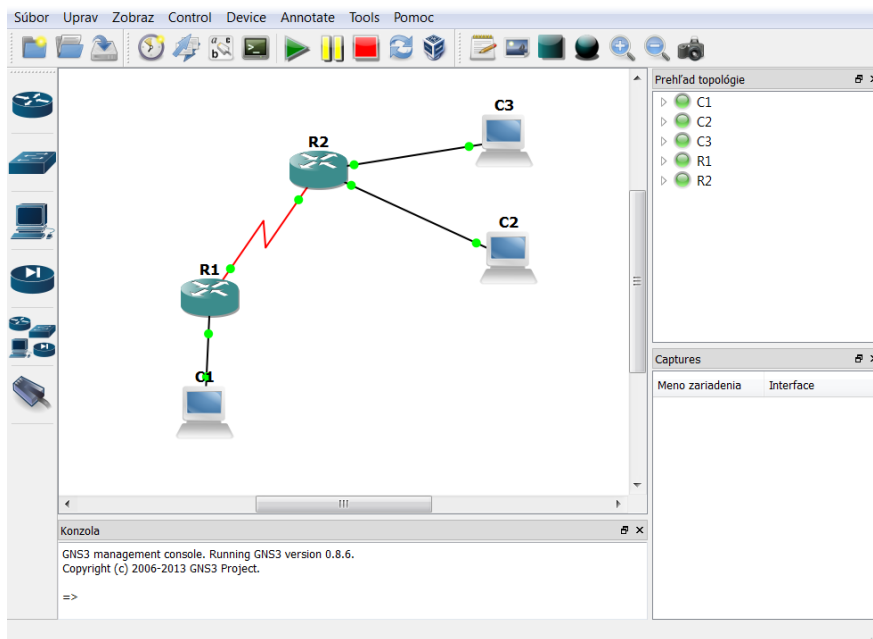 Súbor Uprav Zobraz Control Device Annotate Tools Pomoc
Prehľad topológie
C1
C2
C3
R1
R2
C3
R2
C2
R1
C1
Captures
Meno zariadenia Interface
Konzola
GNS3 management console. Running GNS3 version 0.8.6.
Copyright (c) 2006-2013 GNS3 Project.
=>